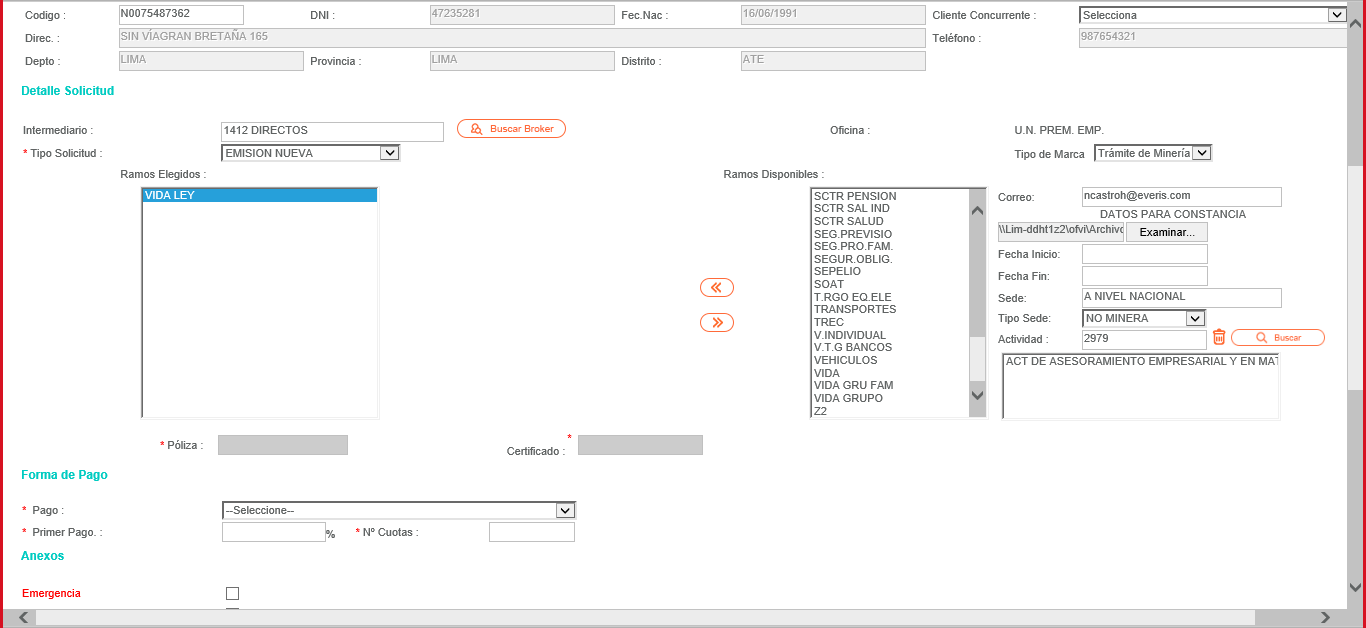 Codigo : N0075487362 DNI : 47235281 Fec.Nac : 16/06/1991 Cliente Concurrente : Selecciona
Direc. : SIN VÍAGRAN BRETAÑA 165 Teléfono : 987654321
Depto : LIMA Provincia : LIMA Distrito : ATE
Detalle Solicitud
Intermediario : 1412 DIRECTOS Buscar Broker Oficina : U.N. PREM. EMP.
* Tipo Solicitud : EMISION NUEVA Tipo de Marca Trámite de Minería
Ramos Elegidos : Ramos Disponibles :
VIDA LEY
SCTR PENSION
SCTR SAL IND
SCTR SALUD
SEG.PREVISIO
SEG.PRO.FAM.
SEGUR.OBLIG.
SEPELIO
SOAT
T.RGO EQ.ELE
TRANSPORTES
TREC
V.INDIVIDUAL
V.T.G BANCOS
VEHICULOS
VIDA
VIDA GRU FAM
VIDA GRUPO
Z2
Correo: ncastroh@everis.com
DATOS PARA CONSTANCIA
\\Lim-ddht1z2\ofvi\Archivo Examinar...
Fecha Inicio:
Fecha Fin:
Sede: A NIVEL NACIONAL
Tipo Sede: NO MINERA
Actividad : 2979 Buscar
ACT DE ASESORAMIENTO EMPRESARIAL Y EN MAT
* Póliza : * Certificado :
Forma de Pago
* Pago : --Seleccione--
* Primer Pago. : % * Nº Cuotas :
Anexos
Emergencia